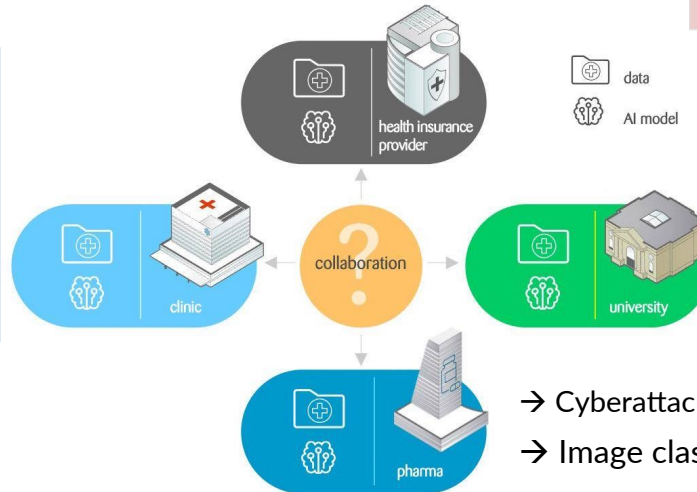 health insurance
provider
data
AI model
?
collaboration
clinic
university
pharma
→ Cyberattac
→ Image clas